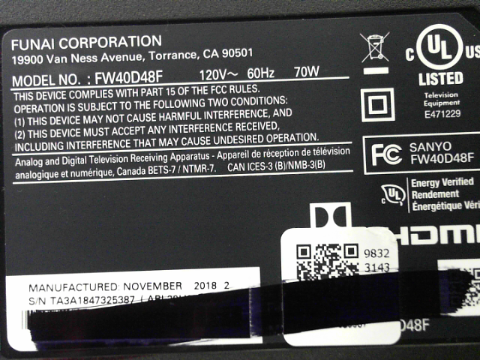 FUNAI CORPORATION
19900 Van Ness Avenue, Torrance, CA 90501
MODEL NO. : FW40D48F 120V~ 60Hz 70W
THIS DEVICE COMPLIES WITH PART 15 OF THE FCC RULES.
OPERATION IS SUBJECT TO THE FOLLOWING TWO CONDITIONS:
(1) THIS DEVICE MAY NOT CAUSE HARMFUL INTERFERENCE, AND
(2) THIS DEVICE MUST ACCEPT ANY INTERFERENCE RECEIVED,
INCLUDING INTERFERENCE THAT MAY CAUSE UNDESIRED OPERATION.
Analog and Digital Television Receiving Apparatus - Appareil de réception de télévision
analogique et numérique, Canada BETS-7 / NTMR-7. CAN ICES-3 (B)/NMB-3(B)
c UL US
LISTED
Television
Equipment
E471229
FC SANYO
FW40D48F
c UL
Energy Verified
Rendement
Énergétique Vérifi
HDMI
9832
3143
MANUFACTURED: NOVEMBER 2018 2
S/N TA3A1847325387
D48F